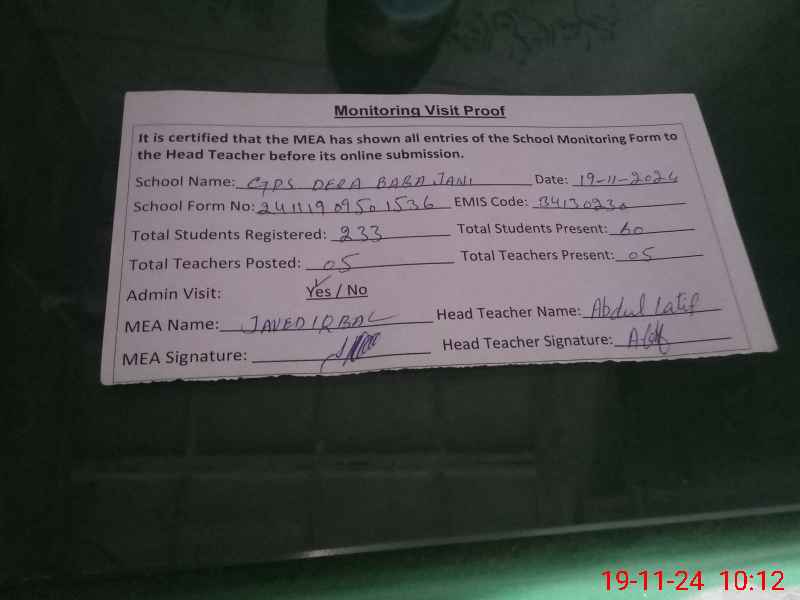 Monitoring Visit Proof
It is certified that the MEA has shown all entries of the School Monitoring Form to
the Head Teacher before its online submission.
School Name: GPS DERA BABA JANI Date: 19-11-2024
School Form No: 241119 0950 1536 EMIS Code: 34130230
Total Students Registered: 233 Total Students Present: 60
Total Teachers Posted: 05 Total Teachers Present: 05
Admin Visit: Yes / No
MEA Name: JAVED IQBAL Head Teacher Name: Abdul Latif
MEA Signature: Head Teacher Signature:
19-11-24 10:12